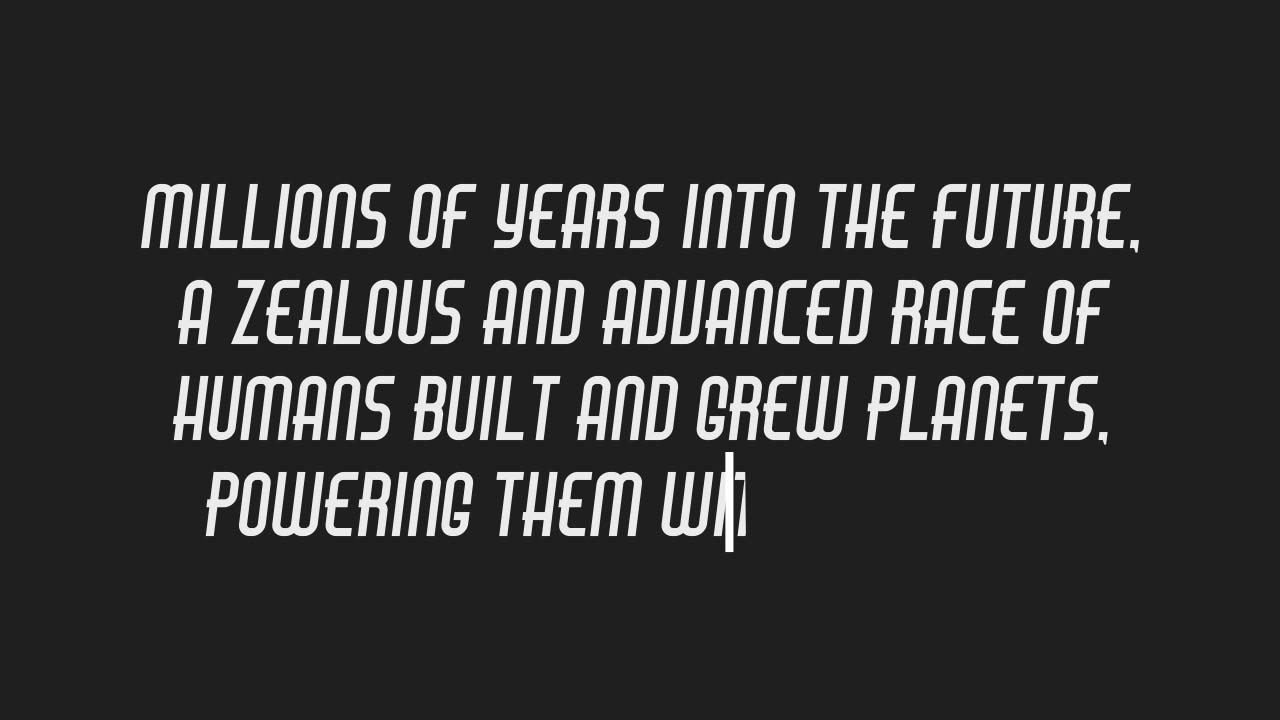 MILLIONS OF YEARS INTO THE FUTURE,
A ZEALOUS AND ADVANCED RACE OF
HUMANS BUILT AND GREW PLANETS,
POWERING THEM